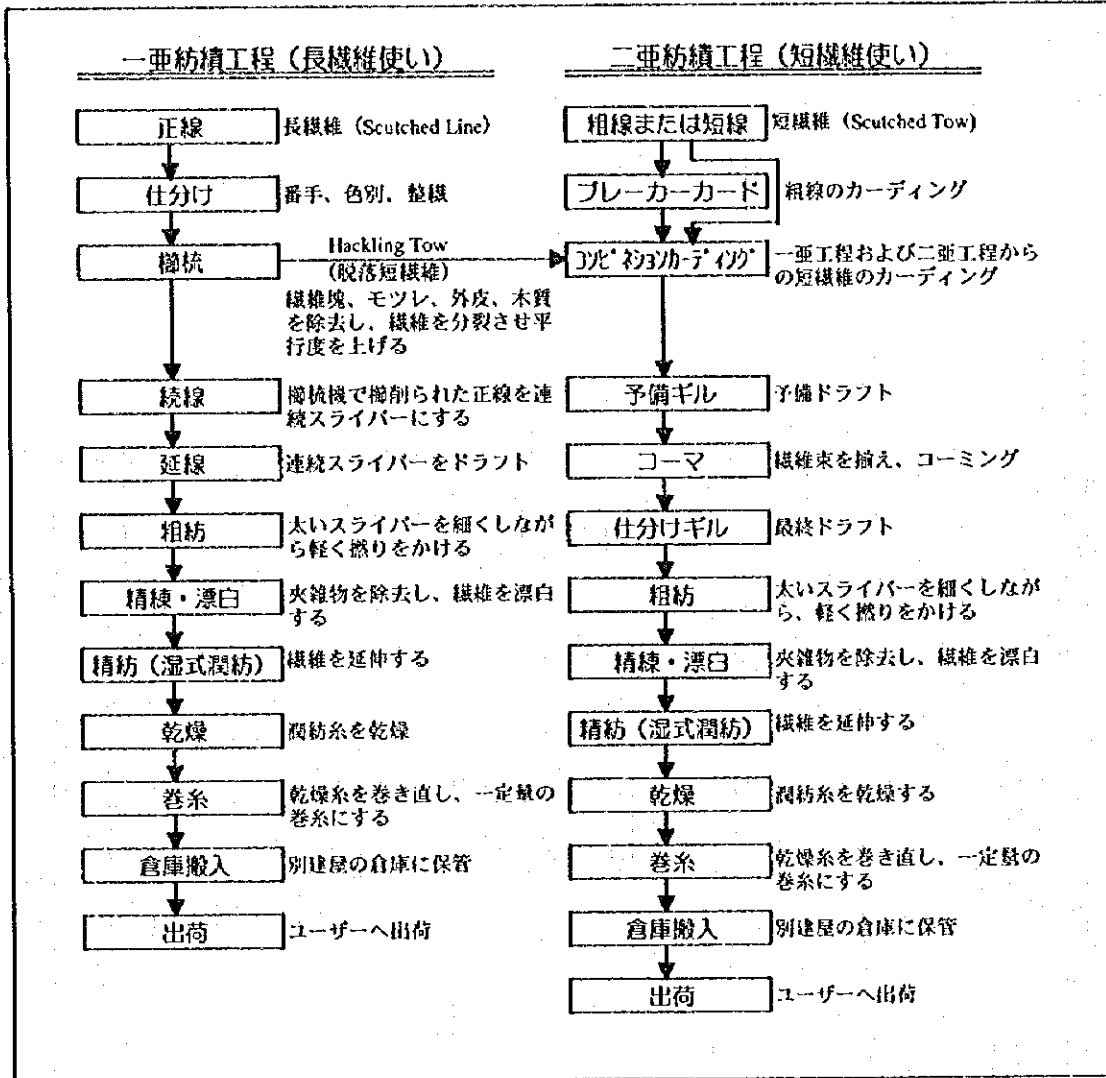 一亜紡績工程（長繊維使い）
正線
長繊維（Scutched Line）
仕分け
番手、色別、整繊
櫛梳
Hackling Tow
(脱落短繊維)
繊維塊、モツレ、外皮、木質
を除去し、繊維を分裂させ平
行度を上げる
続線
櫛梳機で櫛削られた正線を連
続スライバーにする
延線
連続スライバーをドラフト
粗紡
太いスライバーを細くしなが
ら軽く撚りをかける
精練・漂白
夾雑物を除去し、繊維を漂白
する
精紡（湿式潤紡）
繊維を延伸する
乾燥
潤紡糸を乾燥
巻糸
乾燥糸を巻き直し、一定量の
巻糸にする
倉庫搬入
別建屋の倉庫に保管
出荷
ユーザーへ出荷
二亜紡績工程（短繊維使い）
粗線または短線
短繊維（Scutched Tow)
ブレーカーカード
粗線のカーディング
コンビネションカーディング
一亜工程および二亜工程か��
の短繊維のカーディング
予備ギル
予備ドラフト
コーマ
繊維束を揃え、コーミング
仕分けギル
最終ドラフト
粗紡
太いスライバーを細くしなが
ら、軽く撚りをかける
精練・漂白
夾雑物を除去し、繊維を漂白
する
精紡（湿式潤紡）
繊維を延伸する
乾燥
潤紡糸を乾燥する
巻糸
乾燥糸を巻き直し、一定量の
巻糸にする
倉庫搬入
別建屋の倉庫に保管
出荷
ユーザーへ出荷